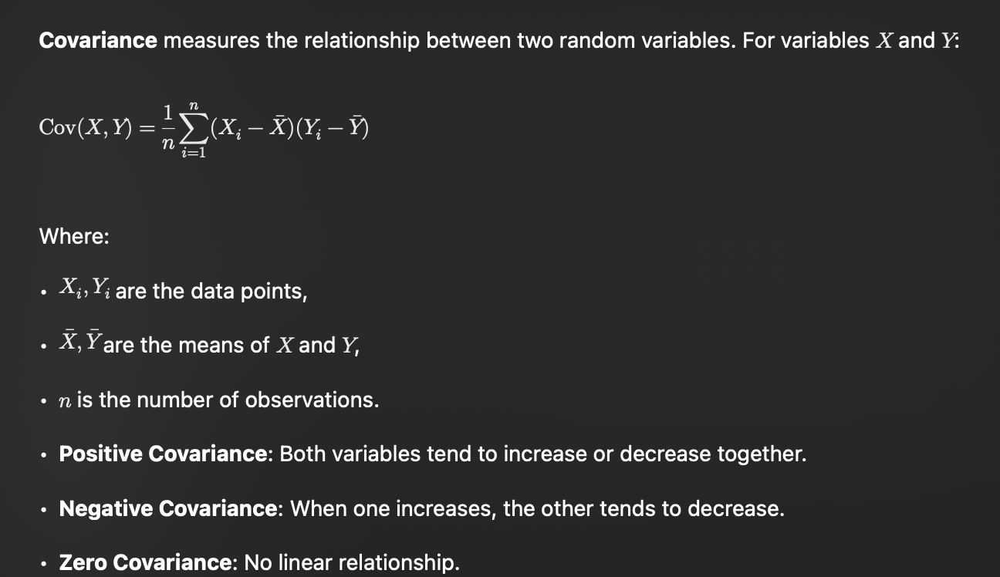 Covariance measures the relationship between two random variables. For variables X and Y:
Cov(X, Y) = \frac{1}{n} \sum_{i=1}^{n} (X_i − \bar{X})(Y_i − \bar{Y})
Where:
• X_i, Y_i are the data points,
• \bar{X}, \bar{Y} are the means of X and Y,
• n is the number of observations.
• Positive Covariance: Both variables tend to increase or decrease together.
• Negative Covariance: When one increases, the other tends to decrease.
• Zero Covariance: No linear relationship.